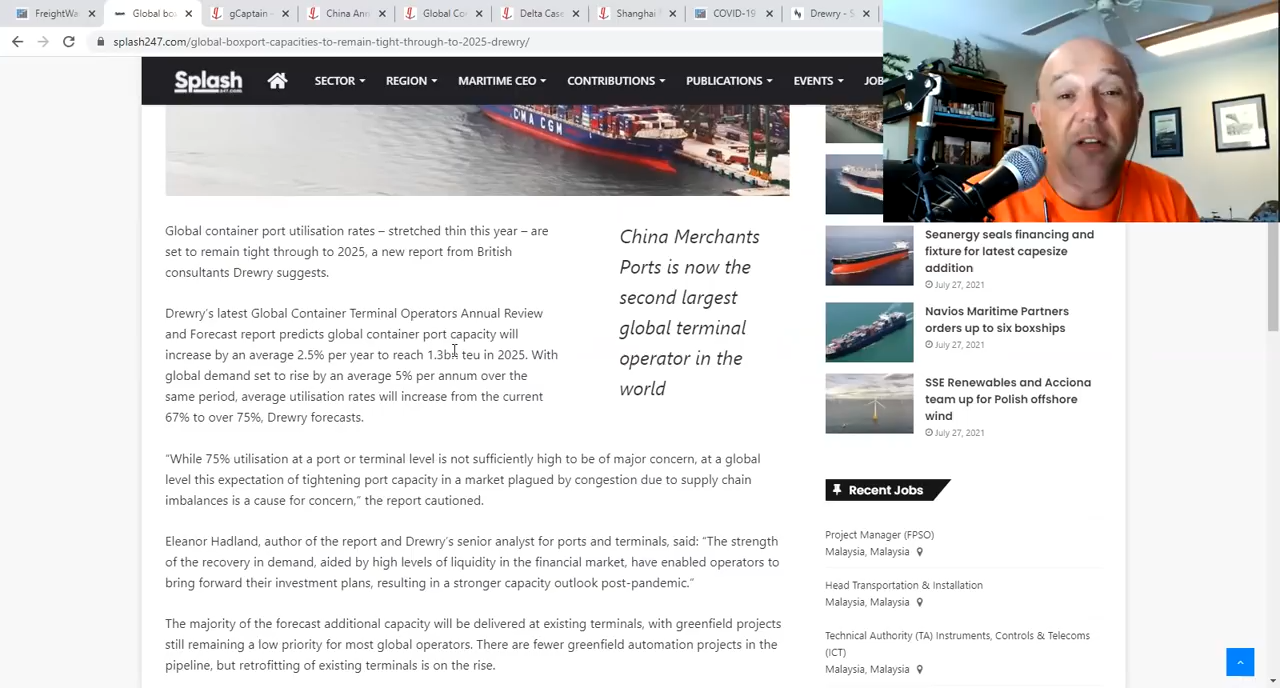 FreightWa
Global box
gCaptain -
China Ann
Global Co
Delta Case
Shanghai
COVID-19
Drewry - S
splash247.com/global-boxport-capacities-to-remain-tight-through-to-2025-drewry/
Splash
247.COM
SECTOR
REGION
MARITIME CEO
CONTRIBUTIONS
PUBLICATIONS
EVENTS
JOB
CMA CGM
Global container port utilisation rates – stretched thin this year – are
set to remain tight through to 2025, a new report from British
consultants Drewry suggests.
Drewry's latest Global Container Terminal Operators Annual Review
and Forecast report predicts global container port capacity will
increase by an average 2.5% per year to reach 1.3bn teu in 2025. With
global demand set to rise by an average 5% per annum over the
same period, average utilisation rates will increase from the current
67% to over 75%, Drewry forecasts.
China Merchants
Ports is now the
second largest
global terminal
operator in the
world
"While 75% utilisation at a port or terminal level is not sufficiently high to be of major concern, at a global
level this expectation of tightening port capacity in a market plagued by congestion due to supply chain
imbalances is a cause for concern," the report cautioned.
Eleanor Hadland, author of the report and Drewry's senior analyst for ports and terminals, said: "The strength
of the recovery in demand, aided by high levels of liquidity in the financial market, have enabled operators to
bring forward their investment plans, resulting in a stronger capacity outlook post-pandemic."
The majority of the forecast additional capacity will be delivered at existing terminals, with greenfield projects
still remaining a low priority for most global operators. There are fewer greenfield automation projects in the
pipeline, but retrofitting of existing terminals is on the rise.
Seanergy seals financing and
fixture for latest capesize
addition
July 27, 2021
Navios Maritime Partners
orders up to six boxships
July 27, 2021
SSE Renewables and Acciona
team up for Polish offshore
wind
July 27, 2021
Recent Jobs
Project Manager (FPSO)
Malaysia, Malaysia
Head Transportation & Installation
Malaysia, Malaysia
Technical Authority (TA) Instruments, Controls & Telecoms
(ICT)
Malaysia, Malaysia